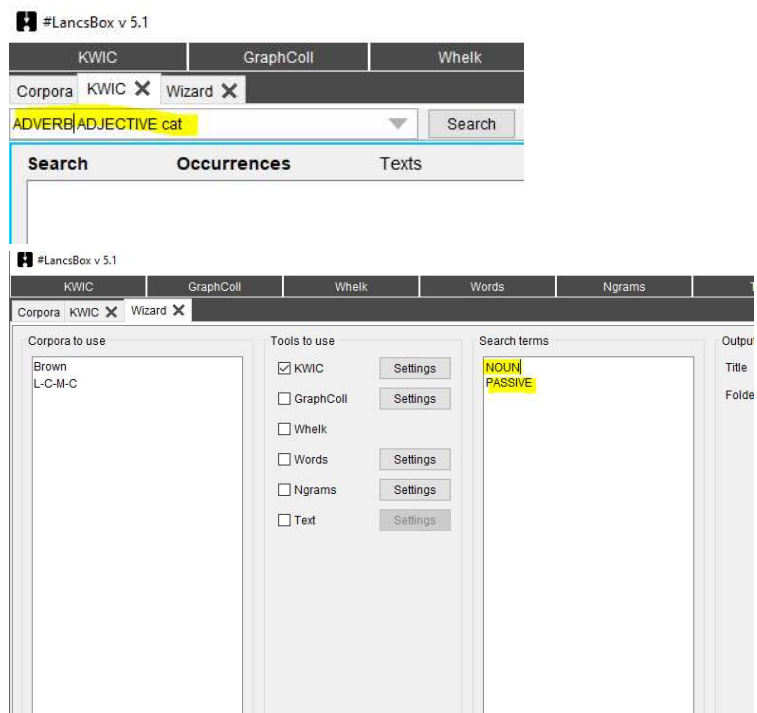 #LancsBox v 5.1
KWIC GraphColl Whelk
Corpora KWIC Wizard
ADVERB ADJECTIVE cat Search
Search Occurrences Texts
#LancsBox v 5.1
KWIC GraphColl Whelk Words Ngrams
Corpora KWIC Wizard
Corpora to use Tools to use Search terms
Brown KWIC Settings NOUN Title
L-C-M-C PASSIVE
GraphColl Settings
Whelk
Words Settings
Ngrams Settings
Text Settings